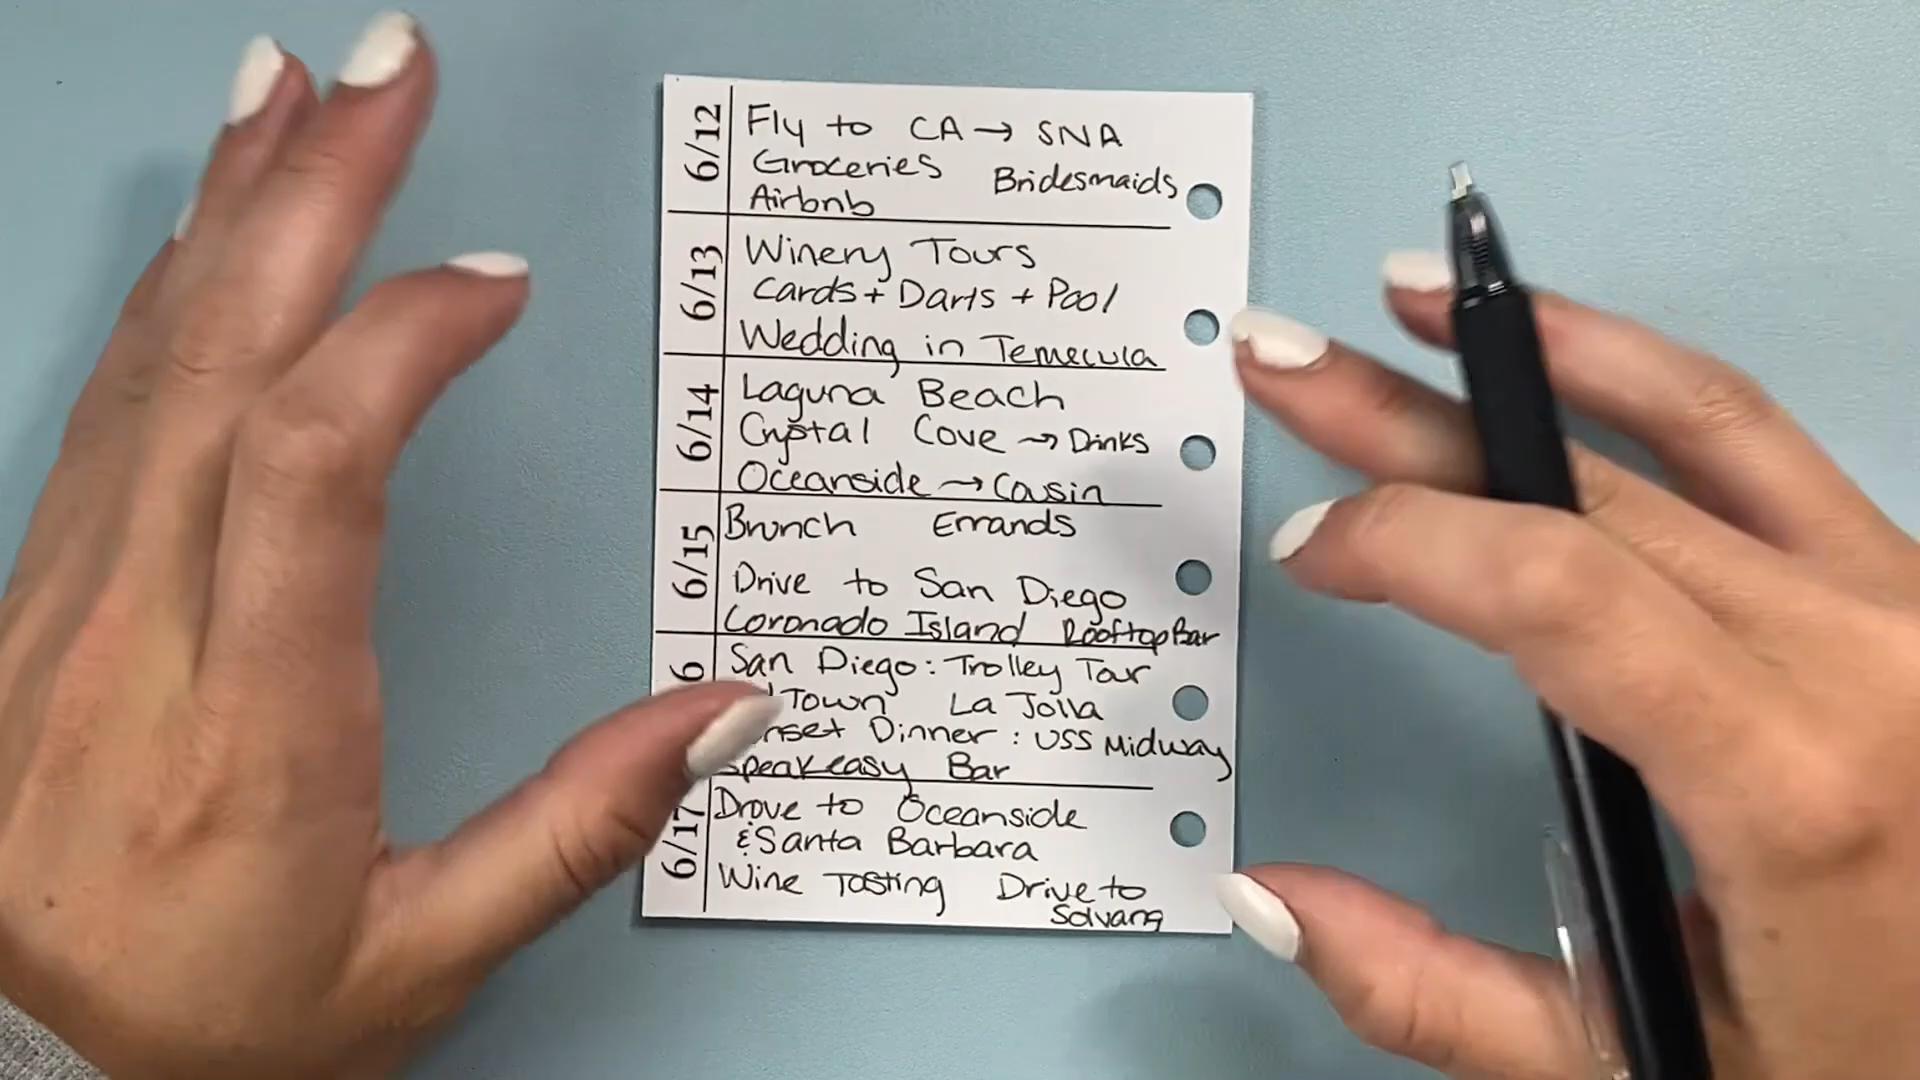 6/12
Fly to CA → SNA
Groceries Bridesmaids
Airbnb
6/13
Winery Tours
Cards + Darts + Pool
Wedding in Temecula
6/14
Laguna Beach
Crystal Cove → Drinks
Oceanside → Cousin
6/15
Brunch Errands
Drive to San Diego
Coronado Island Rooftop Bar
6
San Diego: Trolley Tour
Town La Jolla
nset Dinner: USS Midway
Speakeasy Bar
6/17
Drove to Oceanside
& Santa Barbara
Wine Tasting Drive to
Solvang